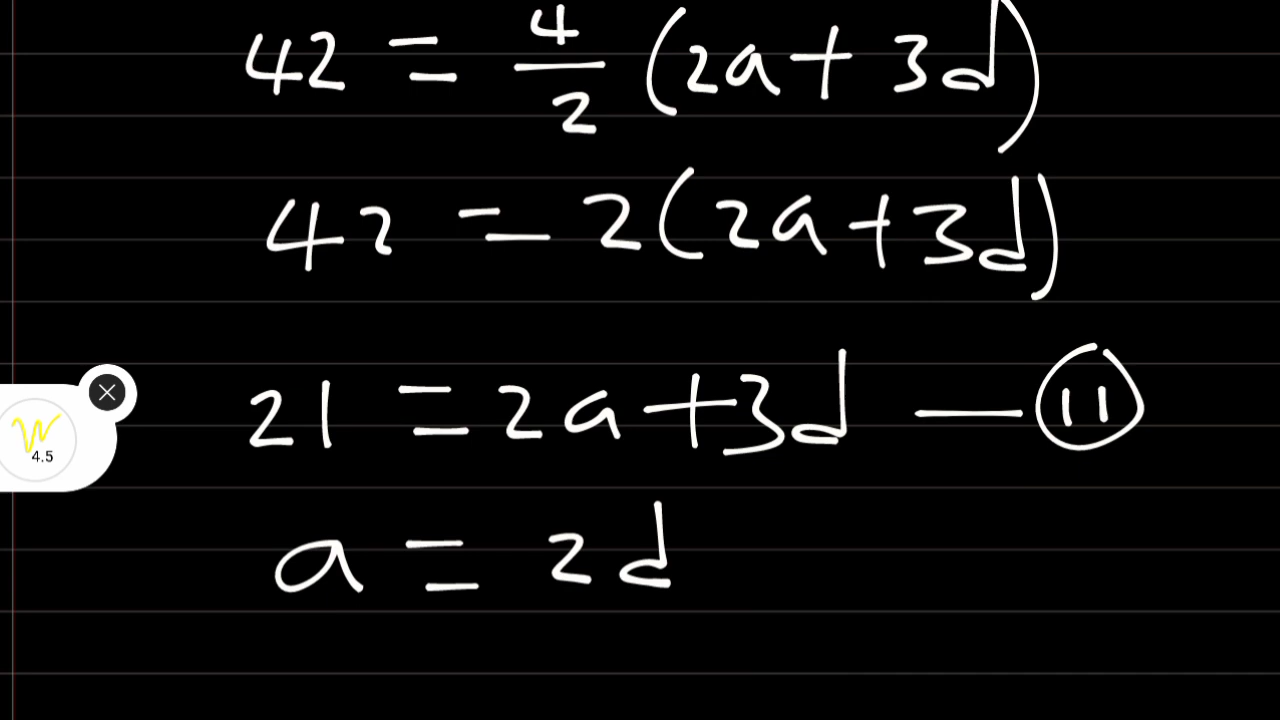 42 = 4/2 (2a+3d)
42 = 2(2a+3d)
21 = 2a+3d — (11)
W
4.5
a = 2d